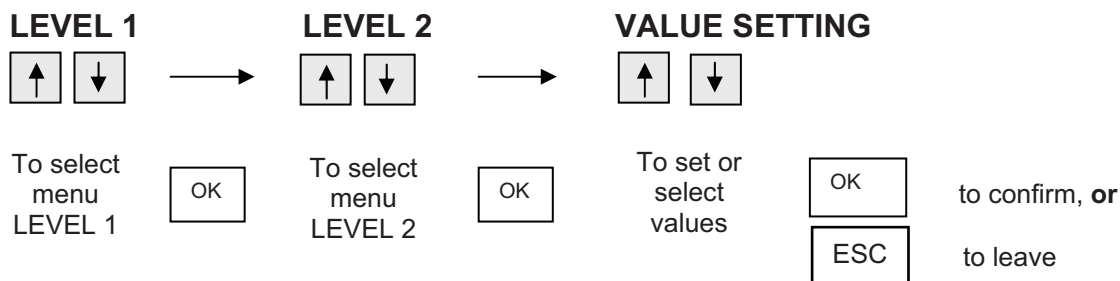 LEVEL 1
LEVEL 2
VALUE SETTING
To select
menu
LEVEL 1
OK
To select
menu
LEVEL 2
OK
To set or
select
values
OK
to confirm, or
ESC
to leave